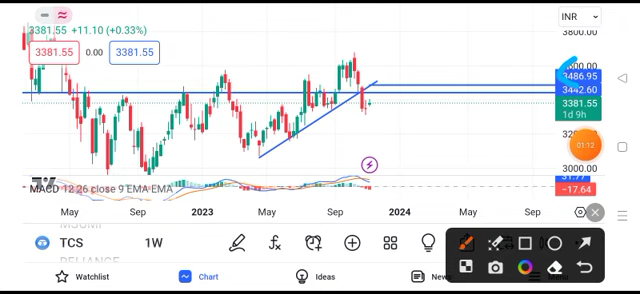 3381.55 +11.10 (+0.33%)
INR
3381.55 0.00 3381.55
3800.00
3486.95
3442.60
3381.55
1d 9h
01:12
3000.00
MACD 12 26 close 9 EMA EMA
-17.64
May Sep 2023 May Sep 2024 May Sep
TCS 1W
RELIANCE
Watchlist Chart Ideas News Menu